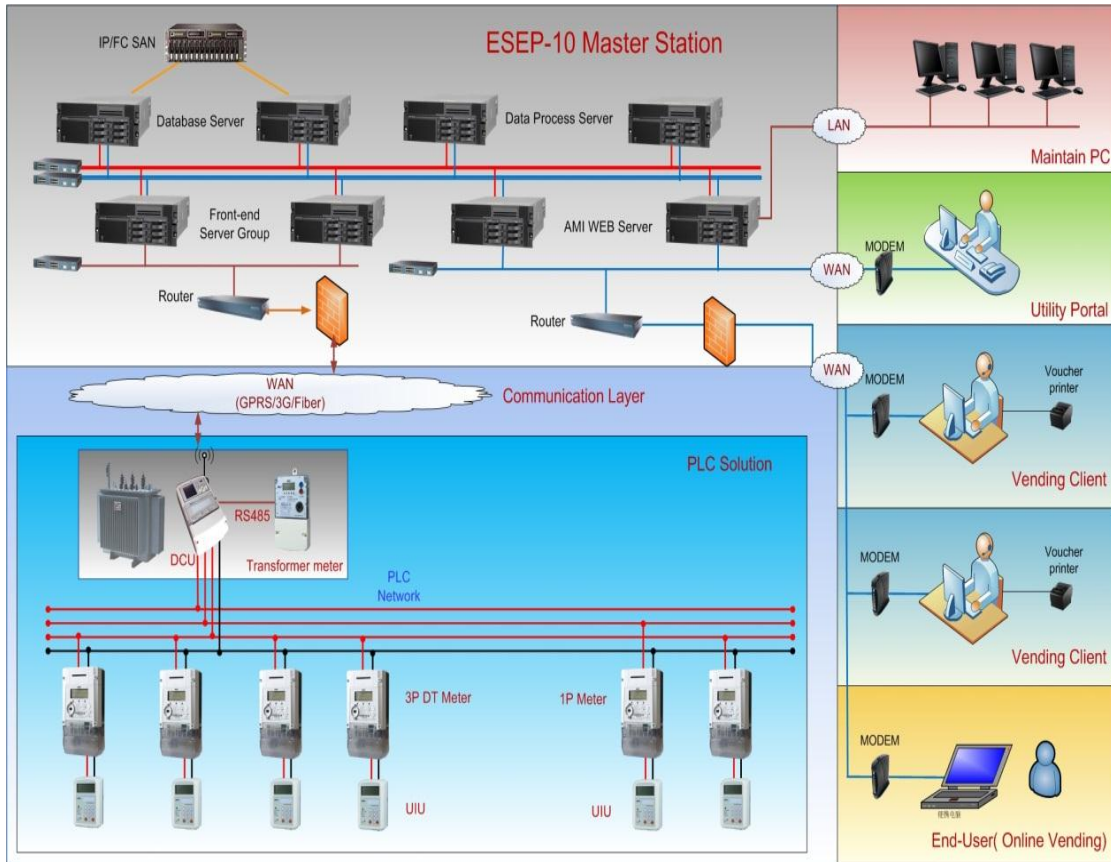 IP/FC SAN
ESEP-10 Master Station
Database Server
Data Process Server
Front-end
Server Group
AMI WEB Server
Router
Router
LAN
Maintain PC
WAN
MODEM
Utility Portal
WAN
MODEM
Voucher
printer
Vending Client
MODEM
Voucher
printer
Vending Client
MODEM
End-User( Online Vending)
WAN
(GPRS/3G/Fiber)
Communication Layer
PLC Solution
RS485
DCU
Transformer meter
PLC
Network
3P DT Meter
1P Meter
UIU
UIU